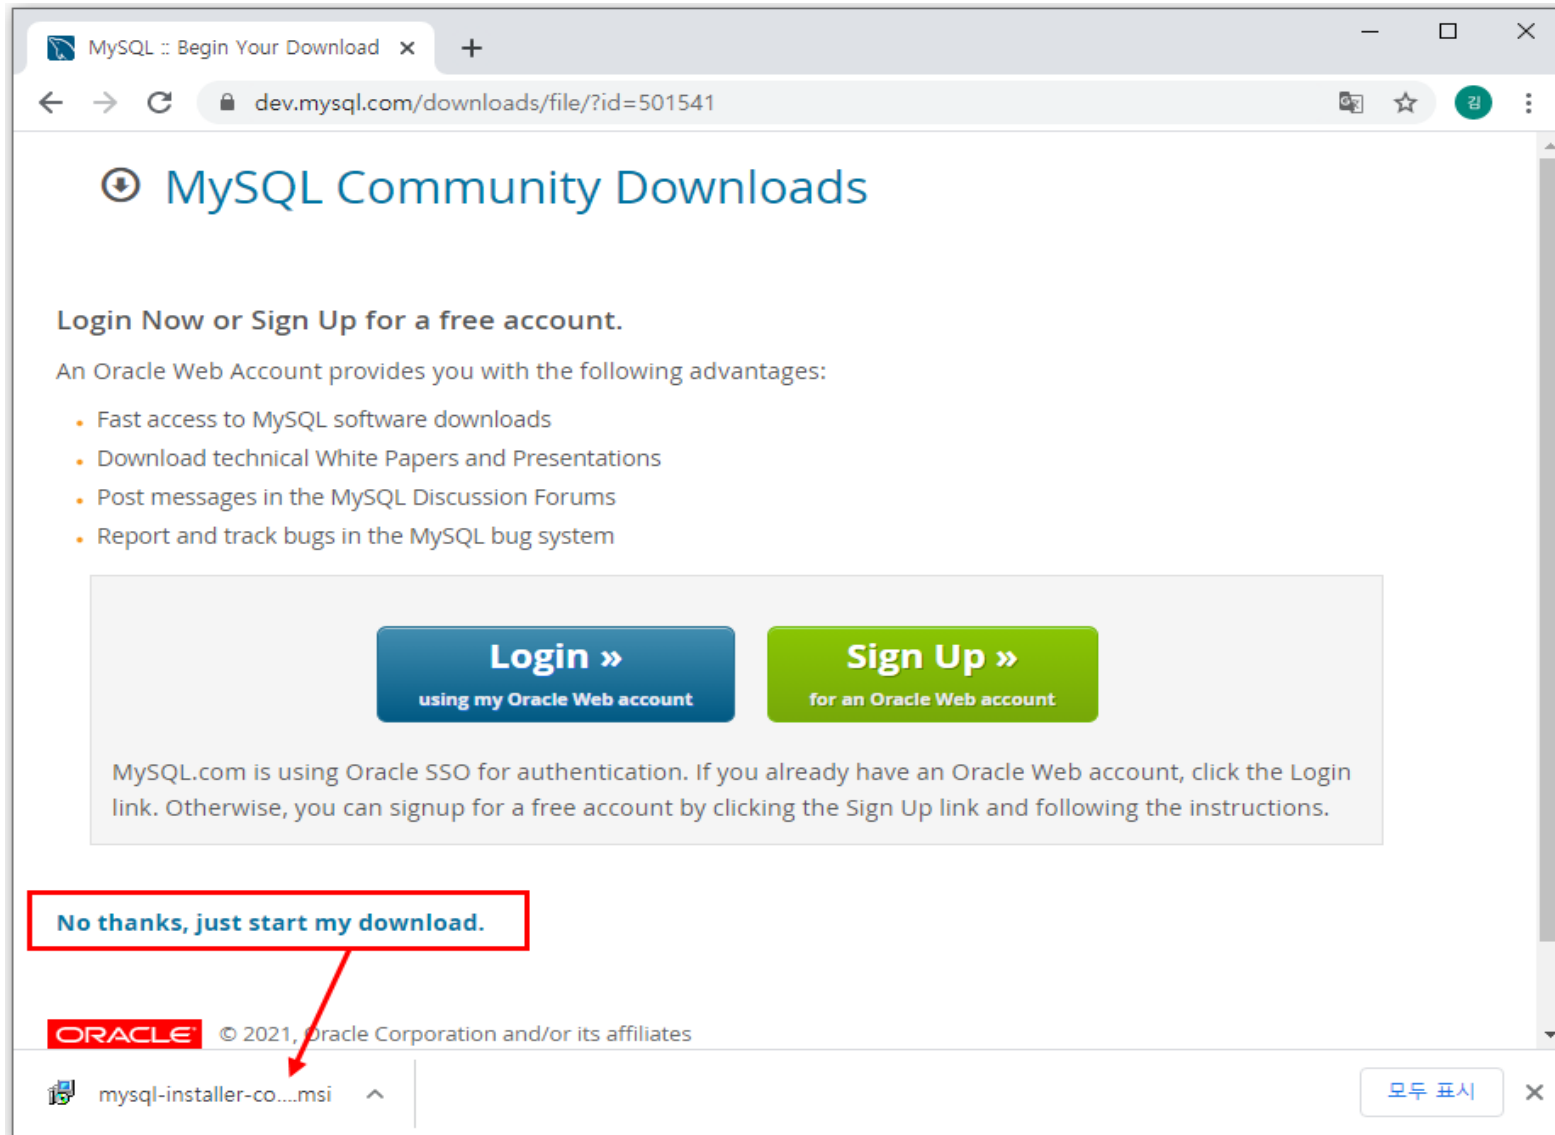 MySQL :: Begin Your Download
dev.mysql.com/downloads/file/?id=501541
김
MySQL Community Downloads
Login Now or Sign Up for a free account.
An Oracle Web Account provides you with the following advantages:
Fast access to MySQL software downloads
Download technical White Papers and Presentations
Post messages in the MySQL Discussion Forums
Report and track bugs in the MySQL bug system
Login » Sign Up »
using my Oracle Web account for an Oracle Web account
MySQL.com is using Oracle SSO for authentication. If you already have an Oracle Web account, click the Login
link. Otherwise, you can signup for a free account by clicking the Sign Up link and following the instructions.
No thanks, just start my download.
ORACLE © 2021, Oracle Corporation and/or its affiliates
mysql-installer-co....msi 모두 표시